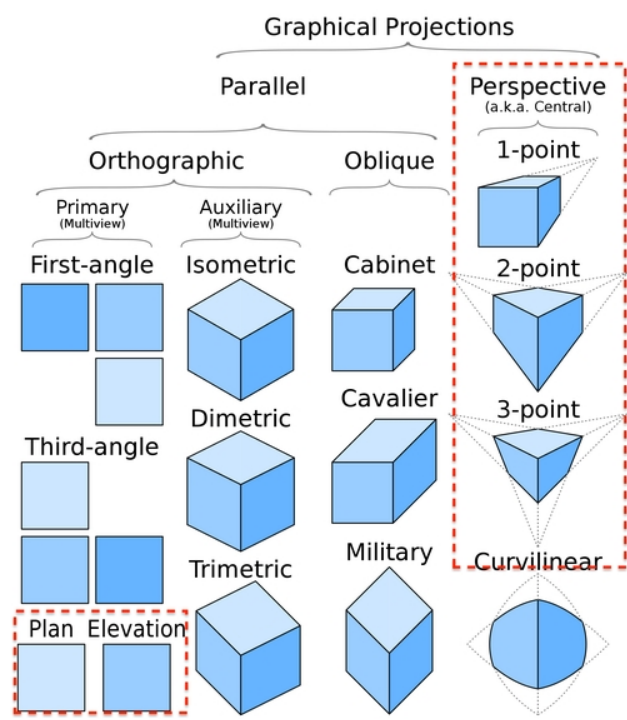 Graphical Projections
Parallel
Perspective
(a.k.a. Central)
Orthographic
Oblique
1-point
Primary
(Multiview)
Auxiliary
(Multiview)
First-angle
Isometric
Cabinet
2-point
Third-angle
Dimetric
Cavalier
3-point
Trimetric
Military
Curvilinear
Plan
Elevation